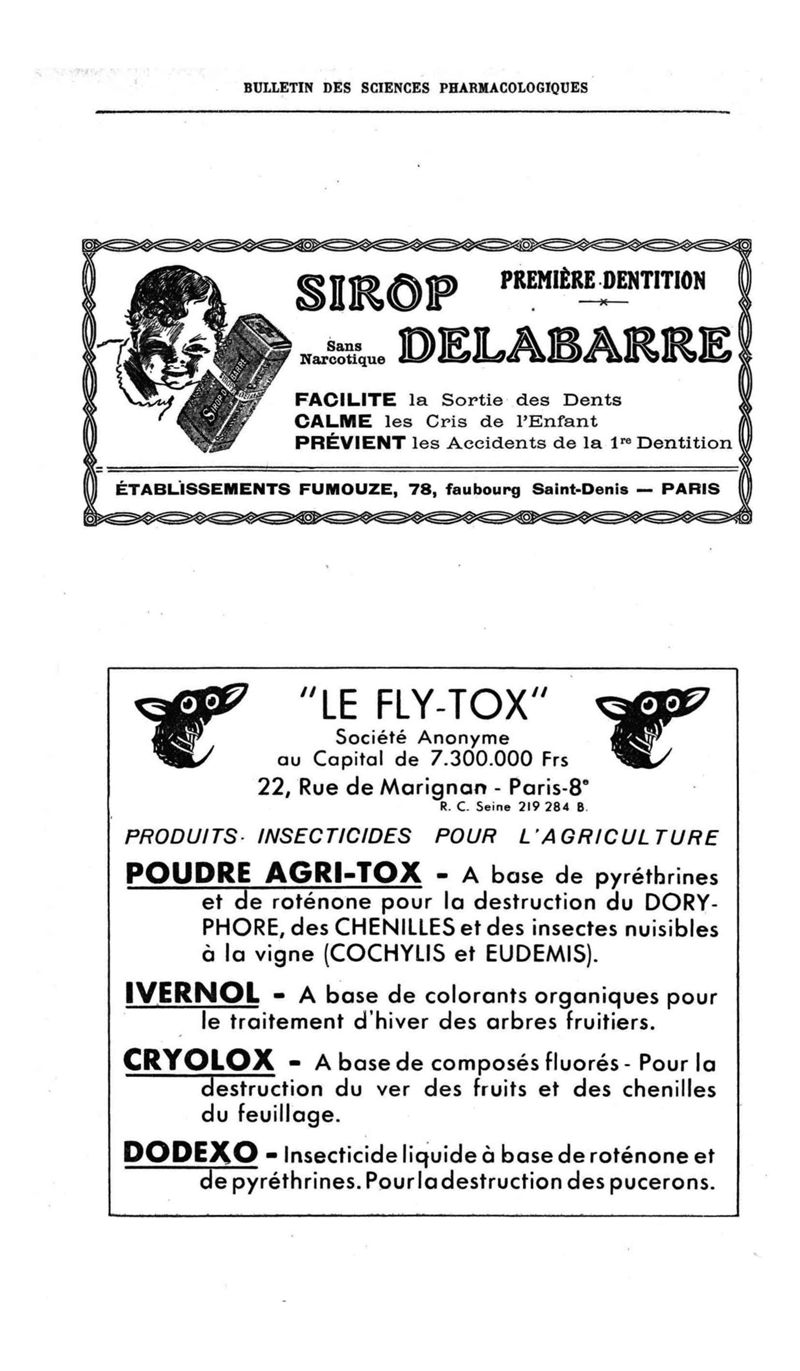 BULLETIN DES SCIENCES PHARMACOLOGIQUES
SIROP PREMIÈRE DENTITION
Sans
Narcotique DELABARRE
SIROP DELABARRE
FACILITE la Sortie des Dents
CALME les Cris de l'Enfant
PRÉVIENT les Accidents de la 1re Dentition
ÉTABLISSEMENTS FUMOUZE, 78, faubourg Saint-Denis — PARIS
"LE FLY-TOX"
Société Anonyme
au Capital de 7.300.000 Frs
22, Rue de Marignan - Paris-8e
R. C. Seine 219 284 B.
PRODUITS INSECTICIDES POUR L'AGRICULTURE
POUDRE AGRI-TOX - A base de pyréthrines
et de roténone pour la destruction du DORY-
PHORE, des CHENILLES et des insectes nuisibles
à la vigne (COCHYLIS et EUDEMIS).
IVERNOL - A base de colorants organiques pour
le traitement d'hiver des arbres fruitiers.
CRYOLOX - A base de composés fluorés - Pour la
destruction du ver des fruits et des chenilles
du feuillage.
DODEXO - Insecticide liquide à base de roténone et
de pyréthrines. Pour la destruction des pucerons.